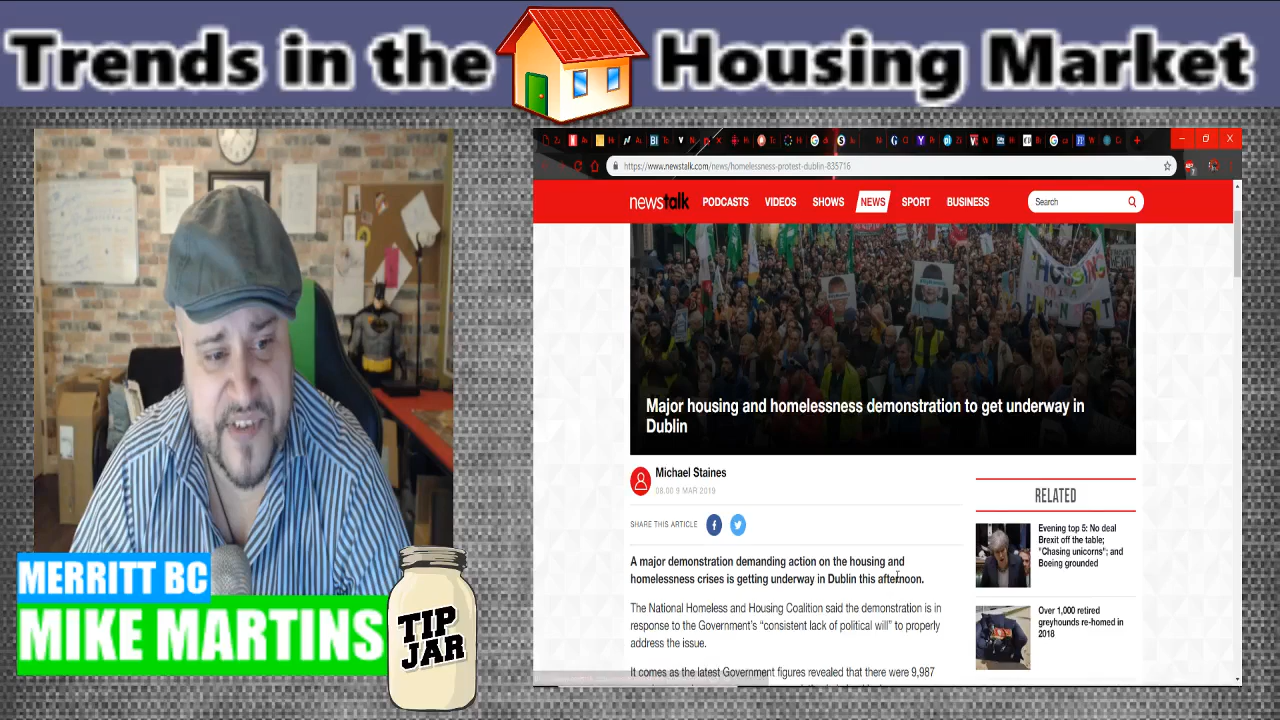 Trends in the Housing Market
https://www.newstalk.com/news/homelessness-protest-dublin-835716
newstalk PODCASTS VIDEOS SHOWS NEWS SPORT BUSINESS Search
HOUSING
Major housing and homelessness demonstration to get underway in
Dublin
Michael Staines
08.00 9 MAR 2019
SHARE THIS ARTICLE
A major demonstration demanding action on the housing and
homelessness crises is getting underway in Dublin this afternoon.
The National Homeless and Housing Coalition said the demonstration is in
response to the Government's “consistent lack of political will” to properly
address the issue.
It comes as the latest Government figures revealed that there were 9,987
RELATED
Evening top 5: No deal
Brexit off the table;
“Chasing unicorns”; and
Boeing grounded
Over 1,000 retired
greyhounds re-homed in
2018
MERRITT BC
MIKE MARTINS
TIP
JAR